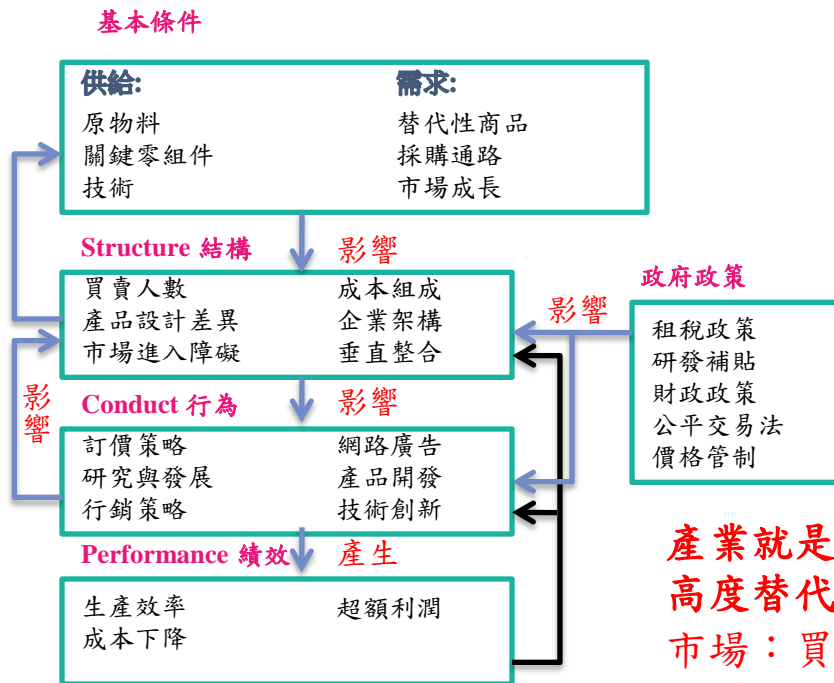 基本條件
供給:
原物料
關鍵零組件
技術
需求:
替代性商品
採購通路
市場成長
Structure 結構
影響
買賣人數
產品設計差異
市場進入障礙
成本組成
企業架構
垂直整合
影響
政府政策
租稅政策
研發補貼
財政政策
公平交易法
價格管制
影響
Conduct 行為
影響
訂價策略
研究與發展
行銷策略
網路廣告
產品開發
技術創新
Performance 績效
產生
生產效率
成本下降
超額利潤
產業就是
高度替代
市場：買